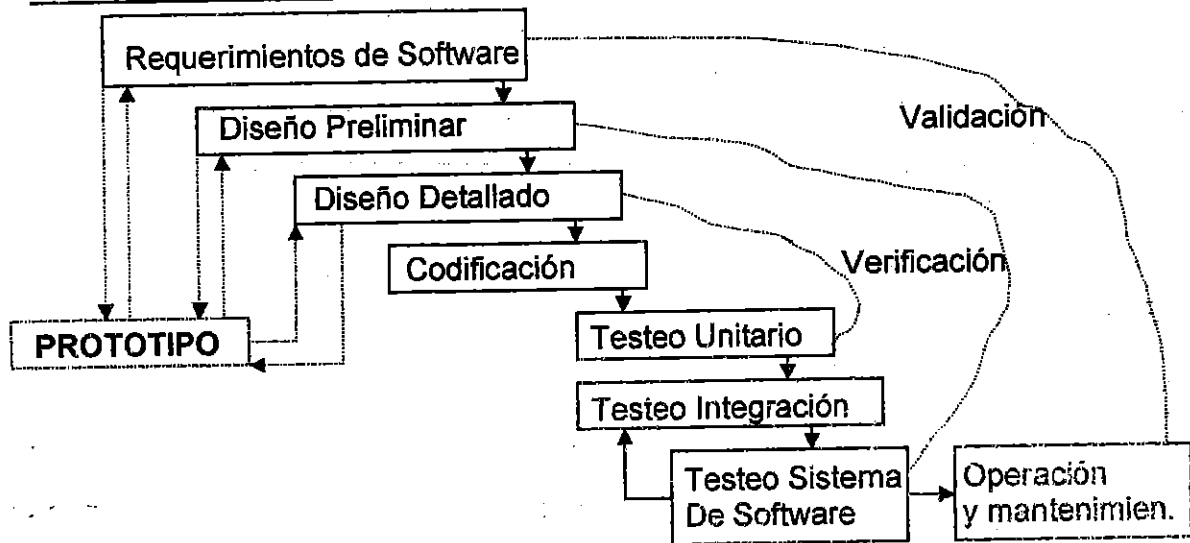 Requerimientos de Software
Diseño Preliminar
Validación
Diseño Detallado
Codificación
Verificación
PROTOTIPO
Testeo Unitario
Testeo Integración
Testeo Sistema
De Software
Operación
y mantenimien.